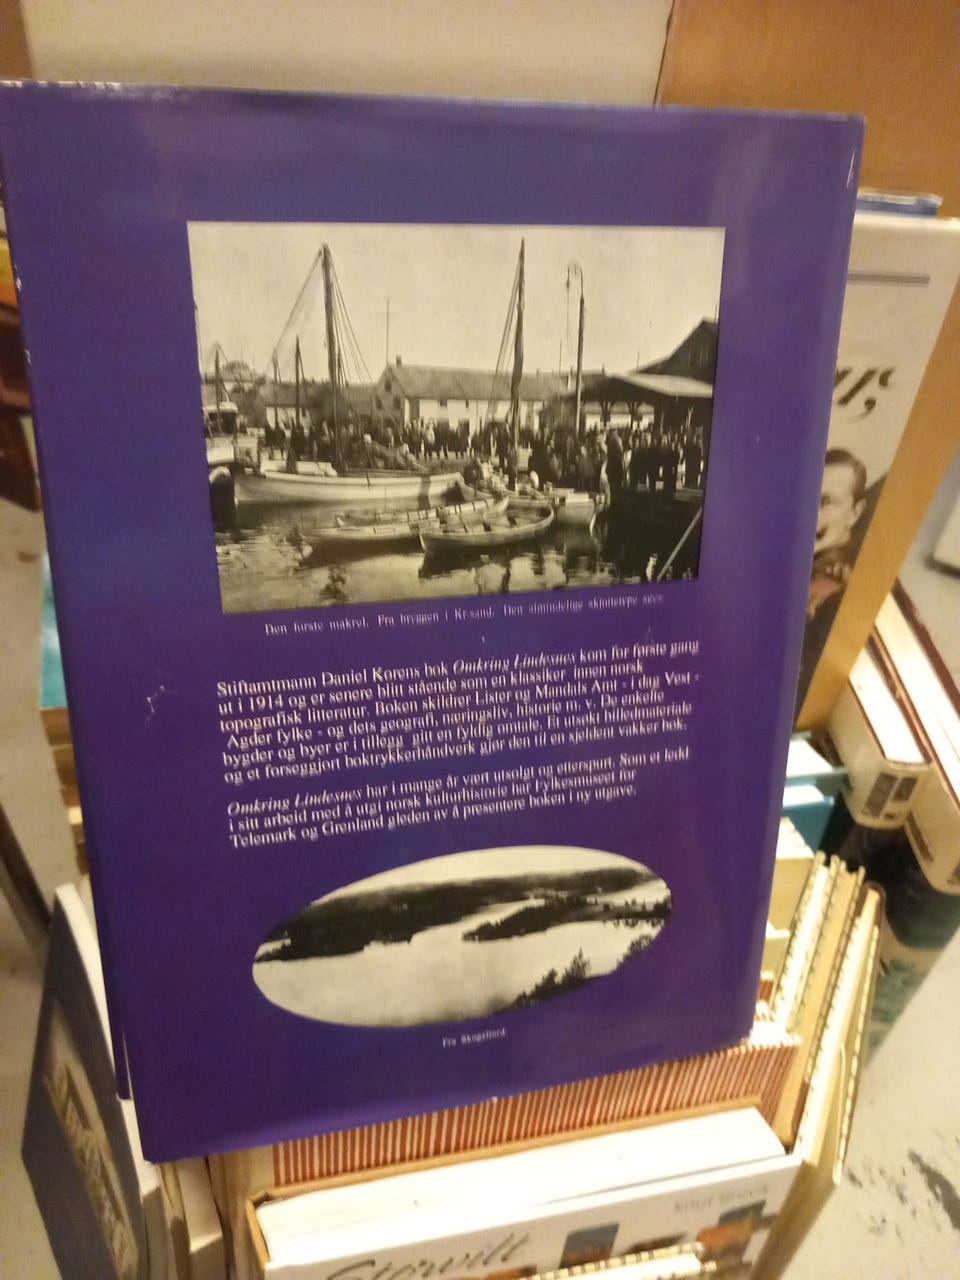 Den første makrel. Fra bryggen i Kr-sand. Den almindelige skjøitetype sees
Stiftamtmann Daniel Korens bok Omkring Lindesnes kom for første gang
ut i 1914 og er senere blitt stående som en klassiker innen norsk
topografisk litteratur. Boken skildrer Lister og Mandals Amt - i dag Vest -
Agder fylke - og dets geografi, næringsliv, historie m. v. De enkelte
bygder og byer er i tillegg gitt en fyldig omtale. Et utsøkt billedmateriale
og et forseggjort boktrykkerhåndverk gjør den til en sjeldent vakker bok.
Omkring Lindesnes har i mange år vært utsolgt og etterspurt. Som et ledd
i sitt arbeid med å utgi norsk kulturhistorie har Fylkesmuseet for
Telemark og Grenland gleden av å presentere boken i ny utgave.
Fra Skogsfjord.
Storvilt